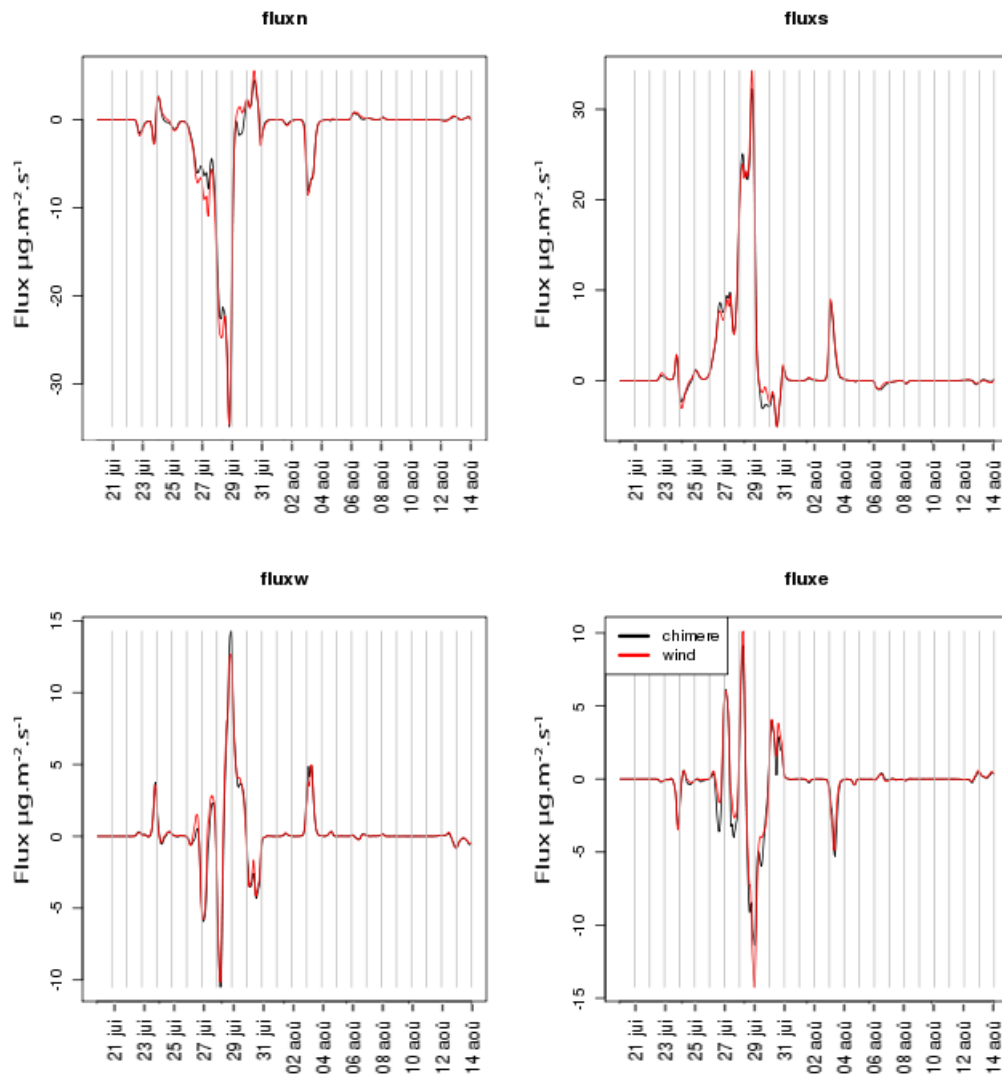 fluxn
Flux µg.m⁻².s⁻¹
0
-10
-20
-30
21 jui
23 jui
25 jui
27 jui
29 jui
31 jui
02 aoû
04 aoû
06 aoû
08 aoû
10 aoû
12 aoû
14 aoû
fluxs
Flux µg.m⁻².s⁻¹
30
20
10
0
21 jui
23 jui
25 jui
27 jui
29 jui
31 jui
02 aoû
04 aoû
06 aoû
08 aoû
10 aoû
12 aoû
14 aoû
fluxw
Flux µg.m⁻².s⁻¹
15
10
5
0
-5
-10
21 jui
23 jui
25 jui
27 jui
29 jui
31 jui
02 aoû
04 aoû
06 aoû
08 aoû
10 aoû
12 aoû
14 aoû
fluxe
chimere
wind
Flux µg.m⁻².s⁻¹
10
5
0
-5
-10
-15
21 jui
23 jui
25 jui
27 jui
29 jui
31 jui
02 aoû
04 aoû
06 aoû
08 aoû
10 aoû
12 aoû
14 aoû